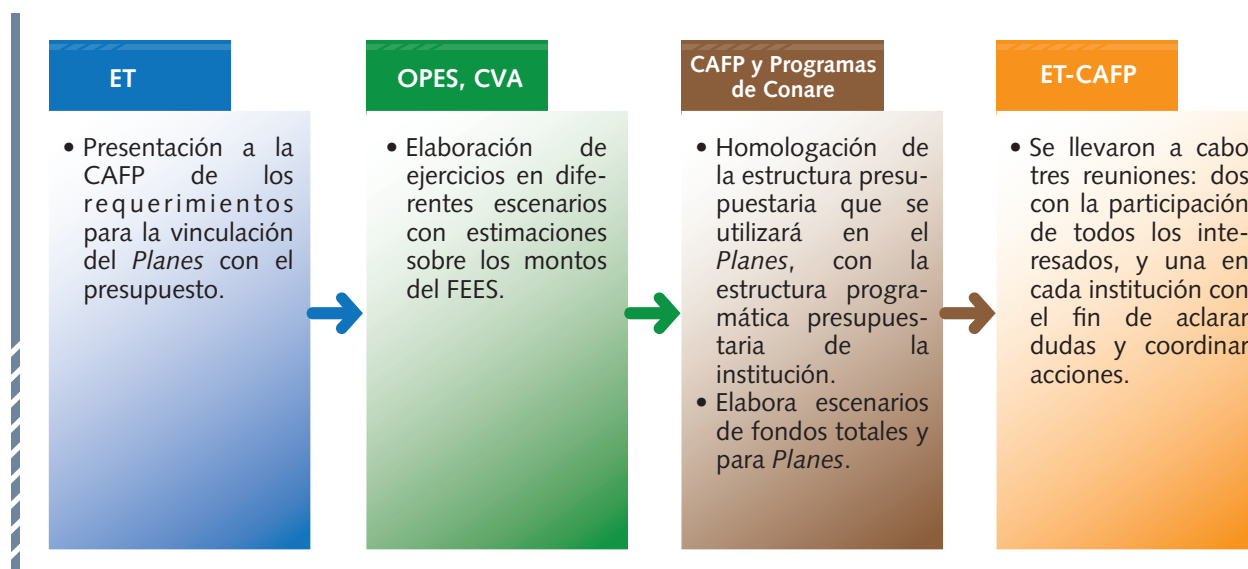 ET
• Presentación a la
CAFP de los
requerimientos
para la vinculación
del Planes con el
presupuesto.
OPES, CVA
• Elaboración de
ejercicios en dife-
rentes escenarios
con estimaciones
sobre los montos
del FEES.
CAFP y Programas
de Conare
• Homologación de
la estructura presu-
puestaria que se
utilizará en el
Planes, con la
estructura progra-
mática presupues-
taria de la
institución.
• Elabora escenarios
de fondos totales y
para Planes.
ET-CAFP
• Se llevaron a cabo
tres reuniones: dos
con la participación
de todos los inte-
resados, y una en
cada institución con
el fin de aclarar
dudas y coordinar
acciones.